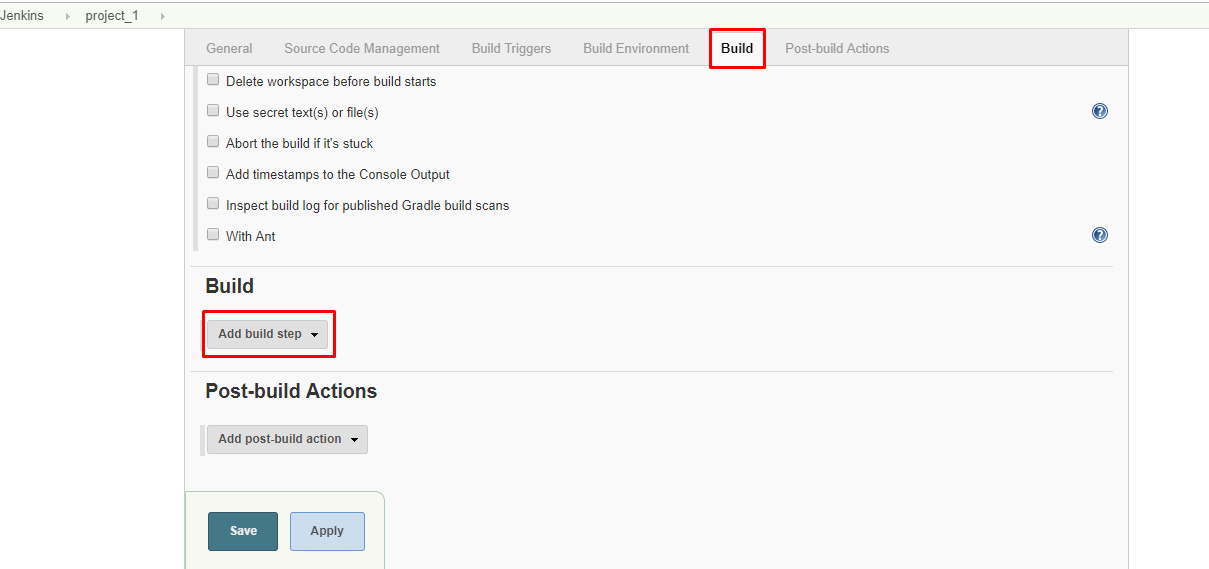 Jenkins project_1
General Source Code Management Build Triggers Build Environment Build Post-build Actions
Delete workspace before build starts
Use secret text(s) or file(s) ?
Abort the build if it's stuck
Add timestamps to the Console Output
Inspect build log for published Gradle build scans
With Ant ?
Build
Add build step
Post-build Actions
Add post-build action
Save Apply